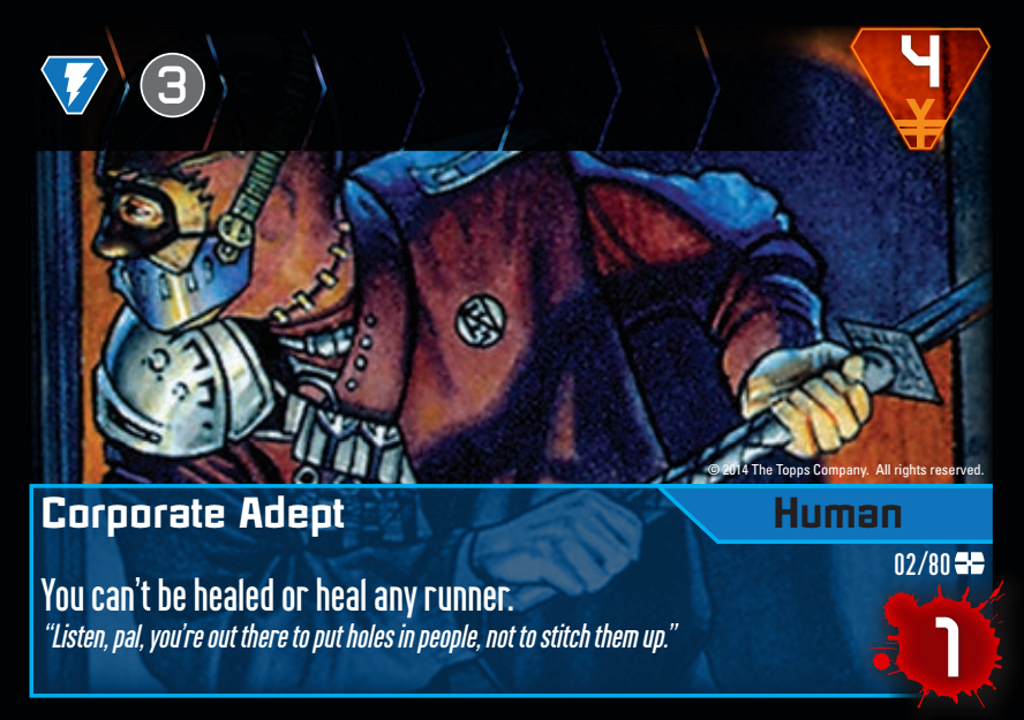 3
4
¥
© 2014 The Topps Company. All rights reserved.
Corporate Adept
Human
02/80
You can't be healed or heal any runner.
"Listen, pal, you're out there to put holes in people, not to stitch them up."
1